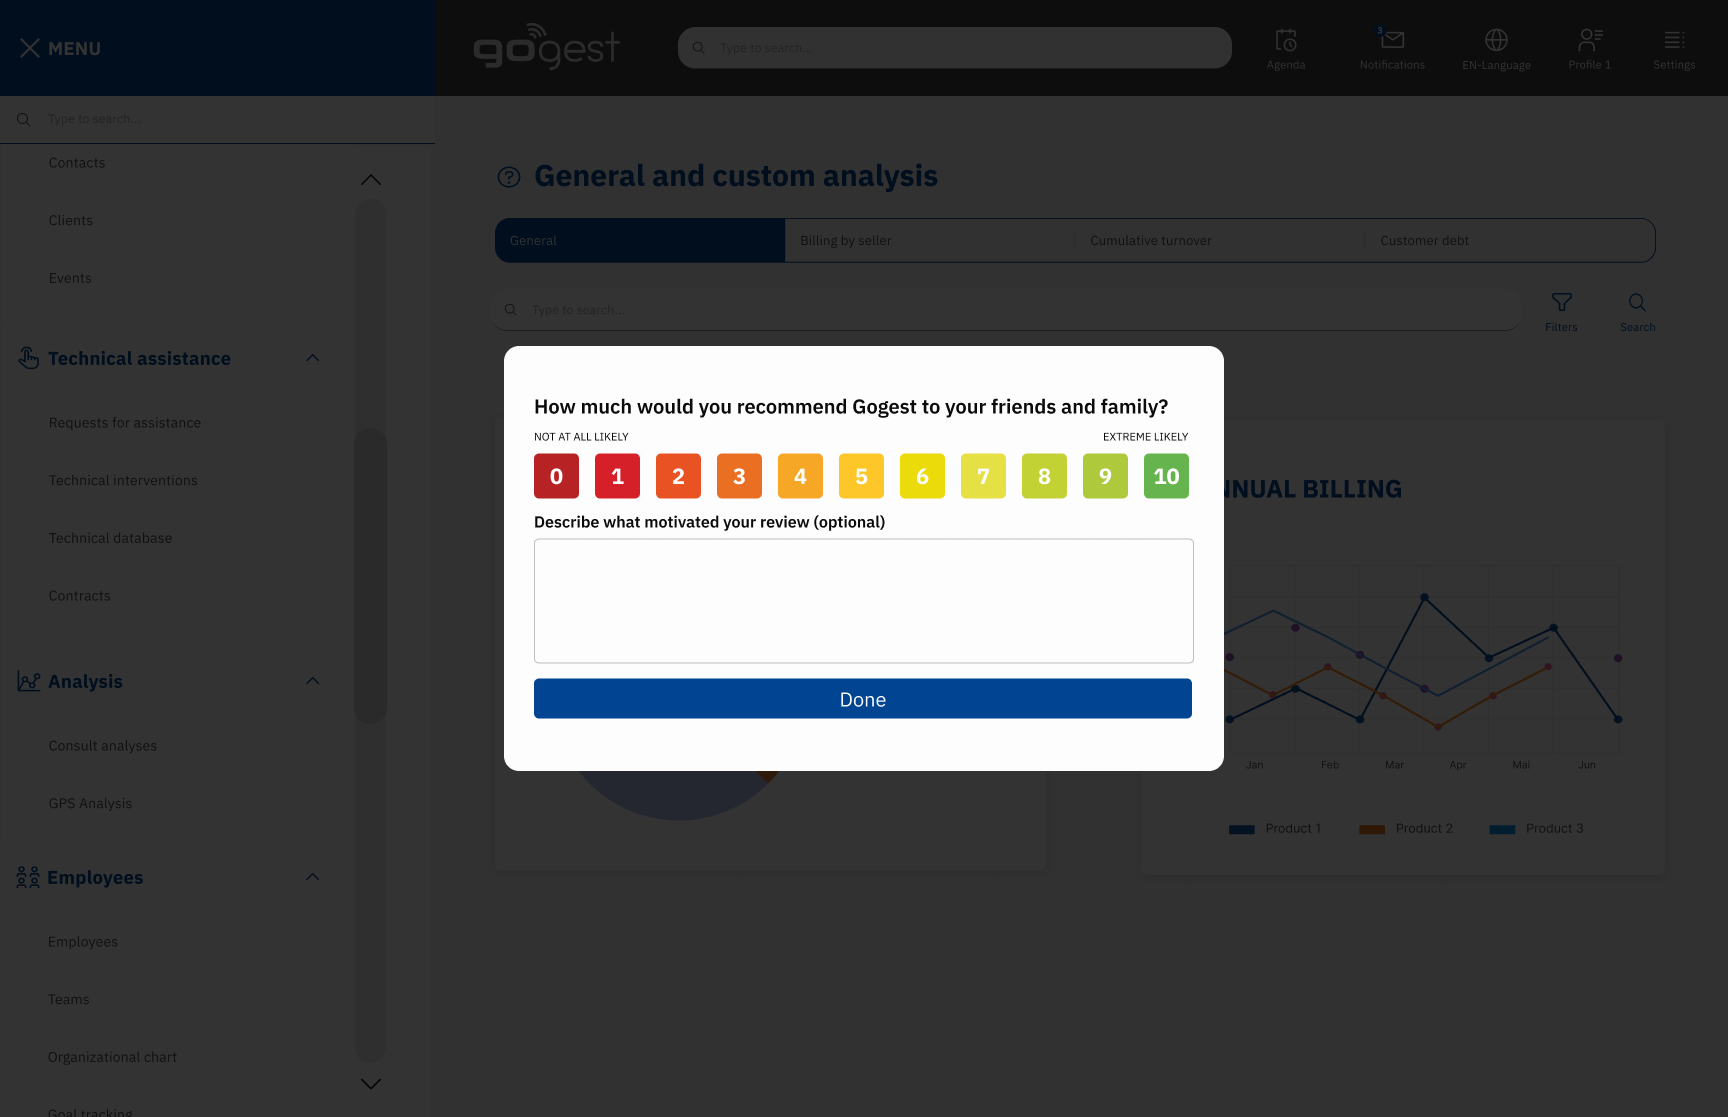 MENU
gogest
Type to search...
Agenda
3
Notifications
EN-Language
Profile 1
Settings
Type to search...
Contacts
Clients
Events
Technical assistance
Requests for assistance
Technical interventions
Technical database
Contracts
Analysis
Consult analyses
GPS Analysis
Employees
Employees
Teams
Organizational chart
Goal tracking
General and custom analysis
General
Billing by seller
Cumulative turnover
Customer debt
Type to search...
Filters
Search
How much would you recommend Gogest to your friends and family?
NOT AT ALL LIKELY
EXTREME LIKELY
0 1 2 3 4 5 6 7 8 9 10
Describe what motivated your review (optional)
Done
NNUAL BILLING
Jan Feb Mar Apr Mai Jun
Product 1
Product 2
Product 3